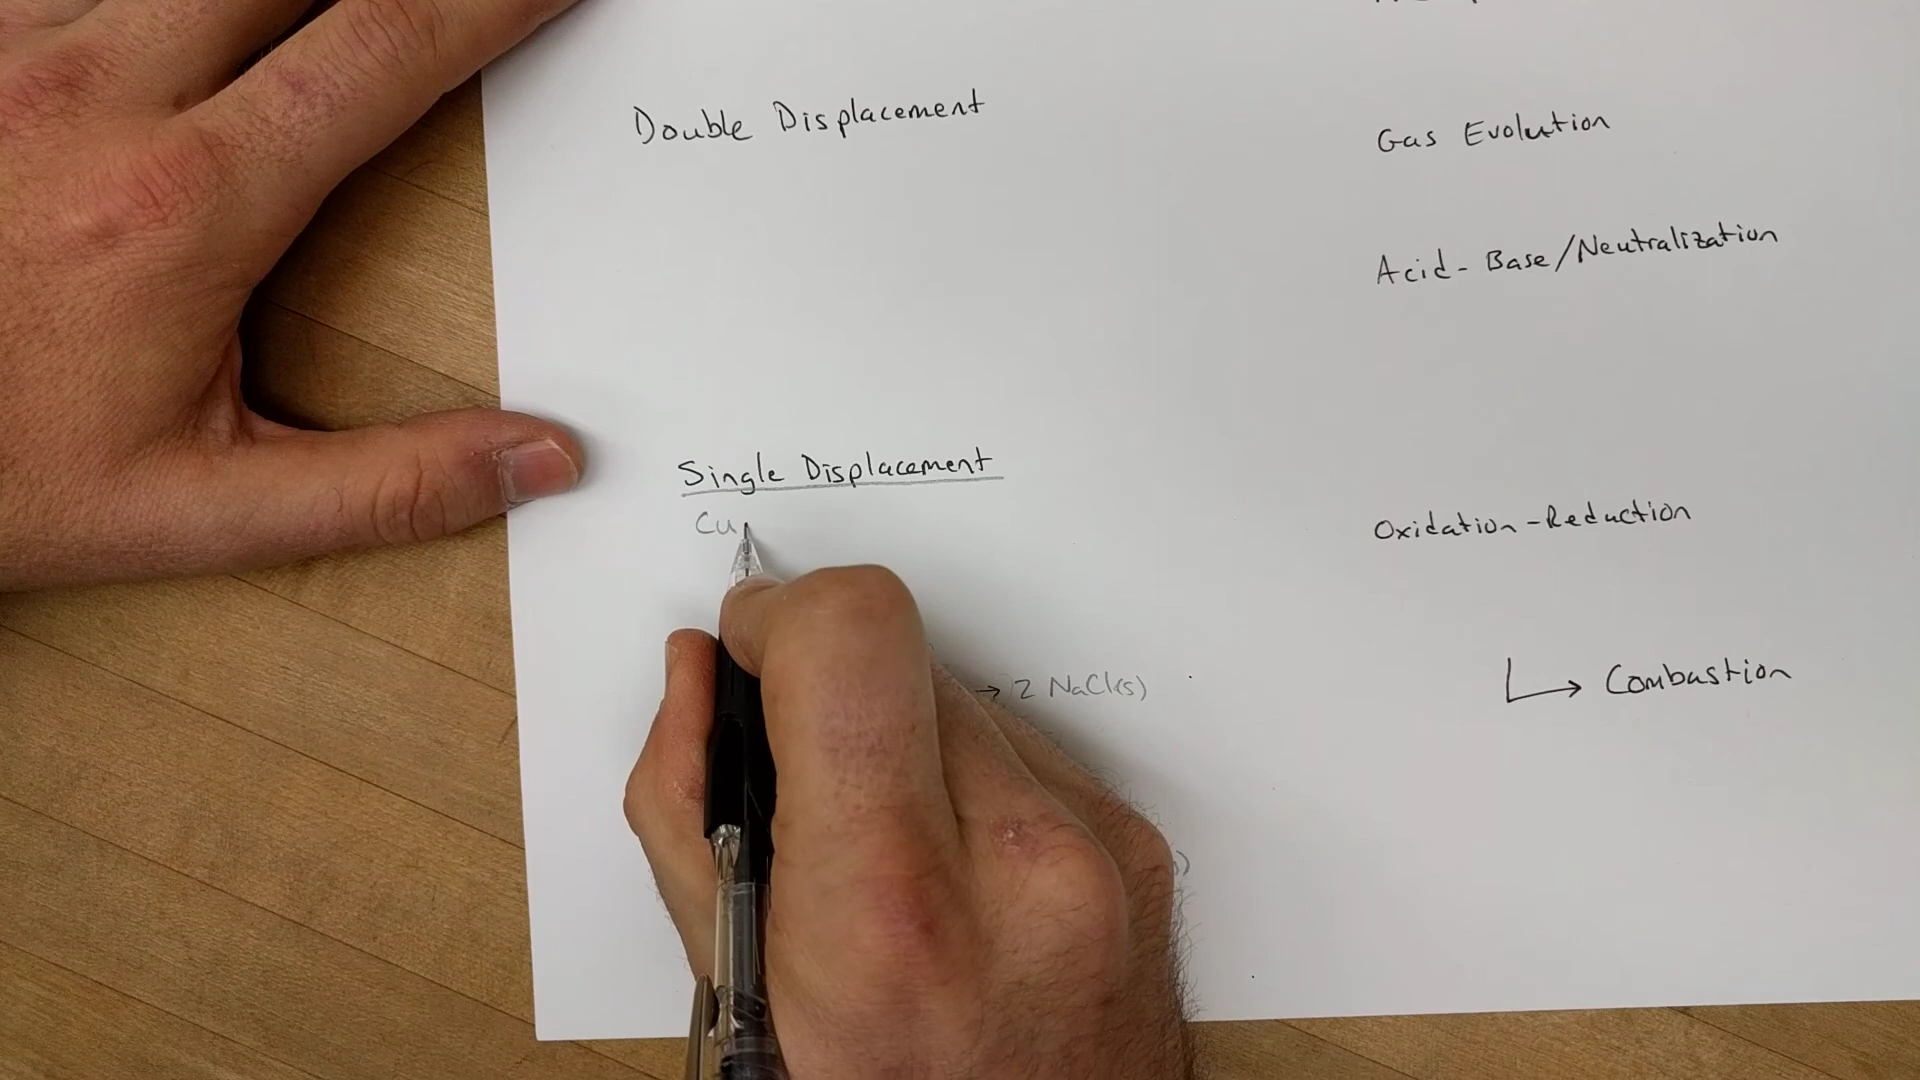 Double Displacement
Gas Evolution
Acid-Base/Neutralization
Single Displacement
Cu
Oxidation-Reduction
→ 2 NaCl(s)
Combustion
)